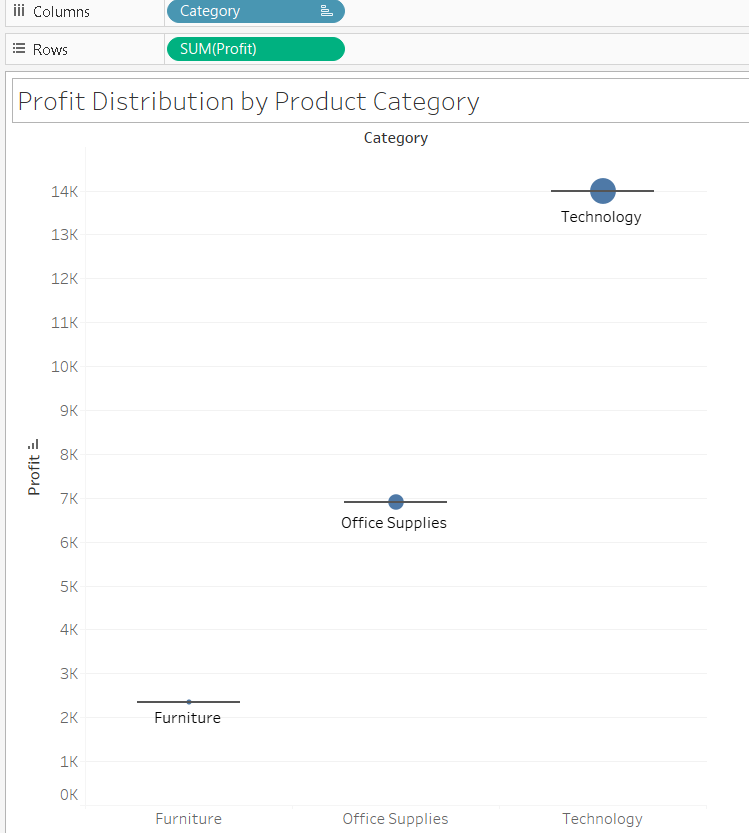 Columns
Category
Rows
SUM(Profit)
Profit Distribution by Product Category
Category
14K
Technology
13K
12K
11K
10K
9K
8K
Profit
7K
Office Supplies
6K
5K
4K
3K
2K
Furniture
1K
0K
Furniture
Office Supplies
Technology